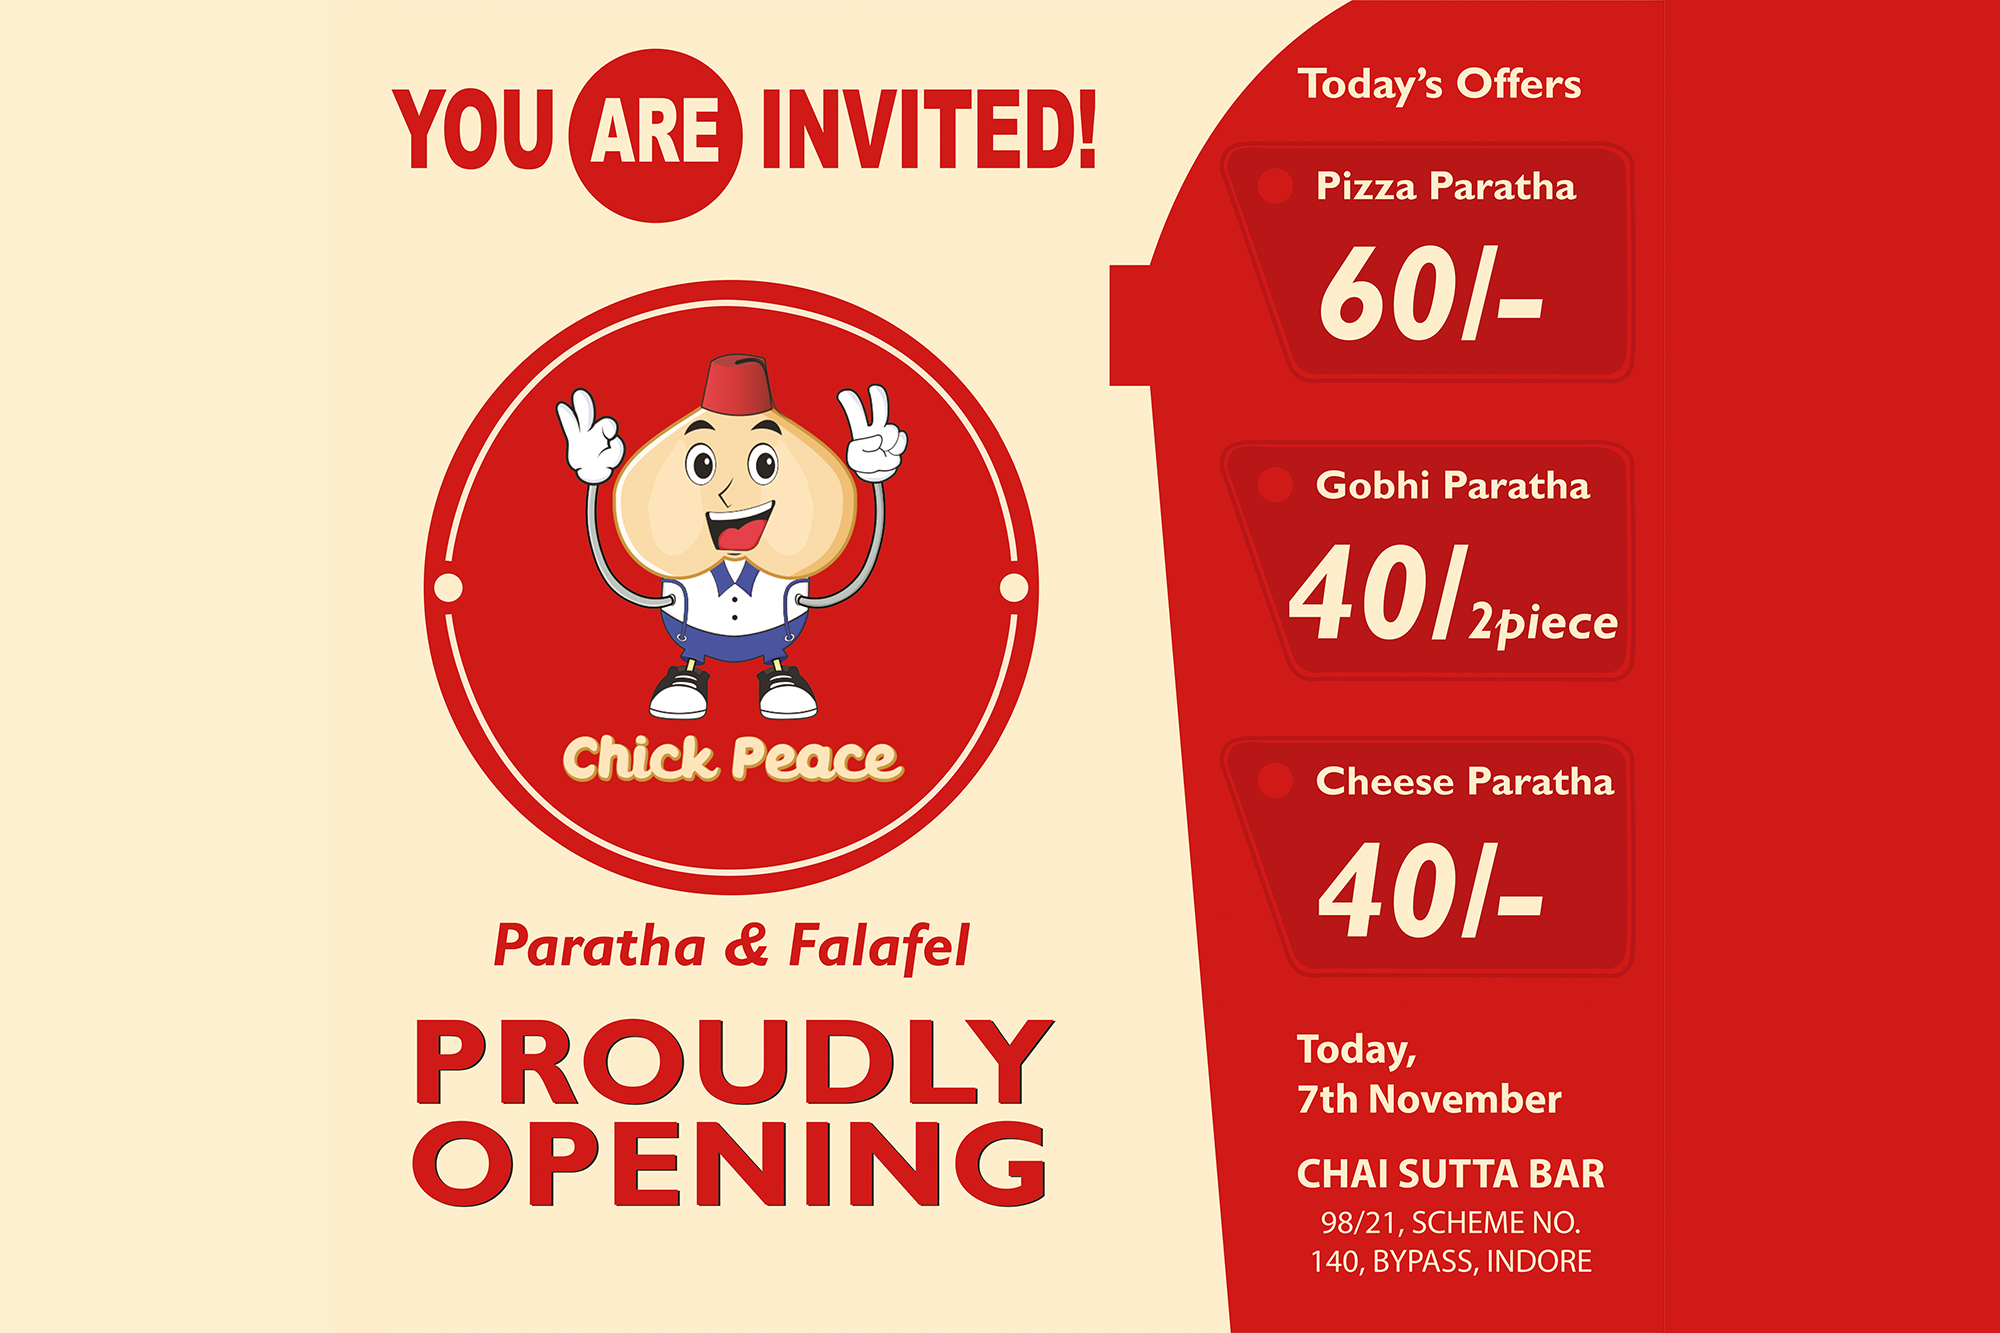 YOU ARE INVITED!
Chick Peace
Paratha & Falafel
PROUDLY
OPENING
Today's Offers
Pizza Paratha
60/-
Gobhi Paratha
40/2piece
Cheese Paratha
40/-
Today,
7th November
CHAI SUTTA BAR
98/21, SCHEME NO.
140, BYPASS, INDORE